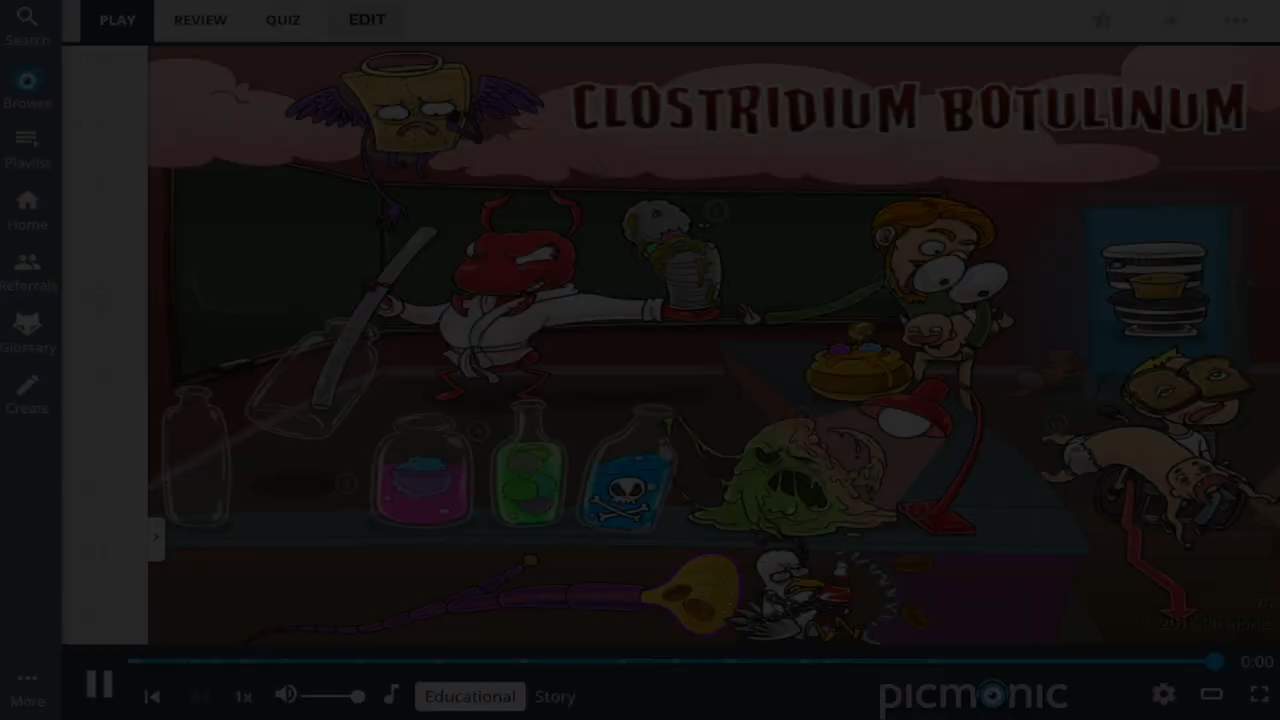 Search
Browse
Playlist
Home
Referrals
Glossary
Create
More
PLAY REVIEW QUIZ EDIT
CLOSTRIDIUM BOTULINUM
0:00
1x Educational Story
picmonic